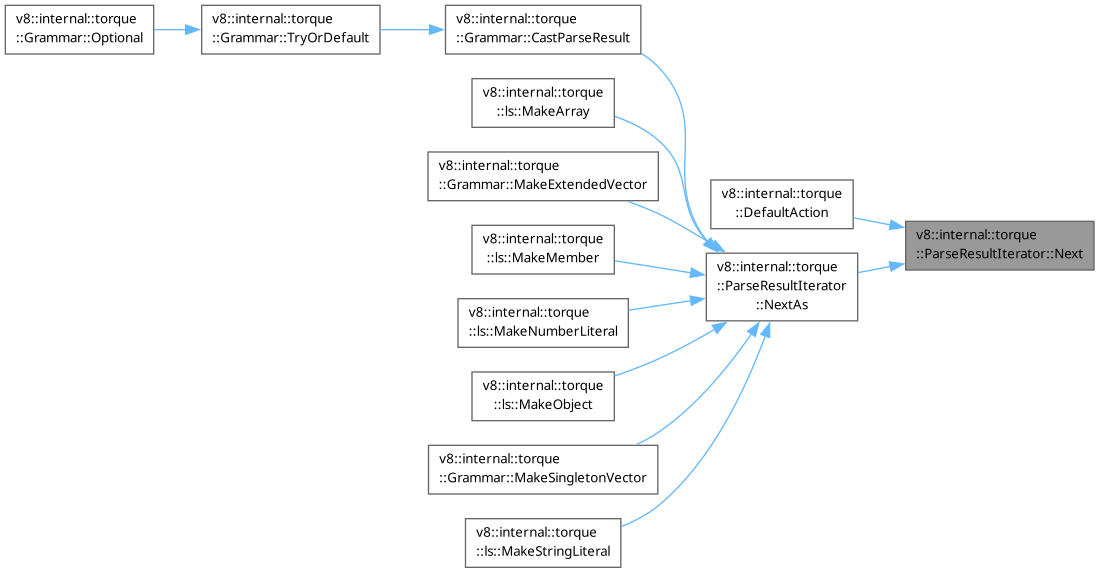 v8::internal::torque
::Grammar::Optional
v8::internal::torque
::Grammar::TryOrDefault
v8::internal::torque
::Grammar::CastParseResult
v8::internal::torque
::ls::MakeArray
v8::internal::torque
::Grammar::MakeExtendedVector
v8::internal::torque
::ls::MakeMember
v8::internal::torque
::ls::MakeNumberLiteral
v8::internal::torque
::ls::MakeObject
v8::internal::torque
::Grammar::MakeSingletonVector
v8::internal::torque
::ls::MakeStringLiteral
v8::internal::torque
::DefaultAction
v8::internal::torque
::ParseResultIterator
::NextAs
v8::internal::torque
::ParseResultIterator::Next